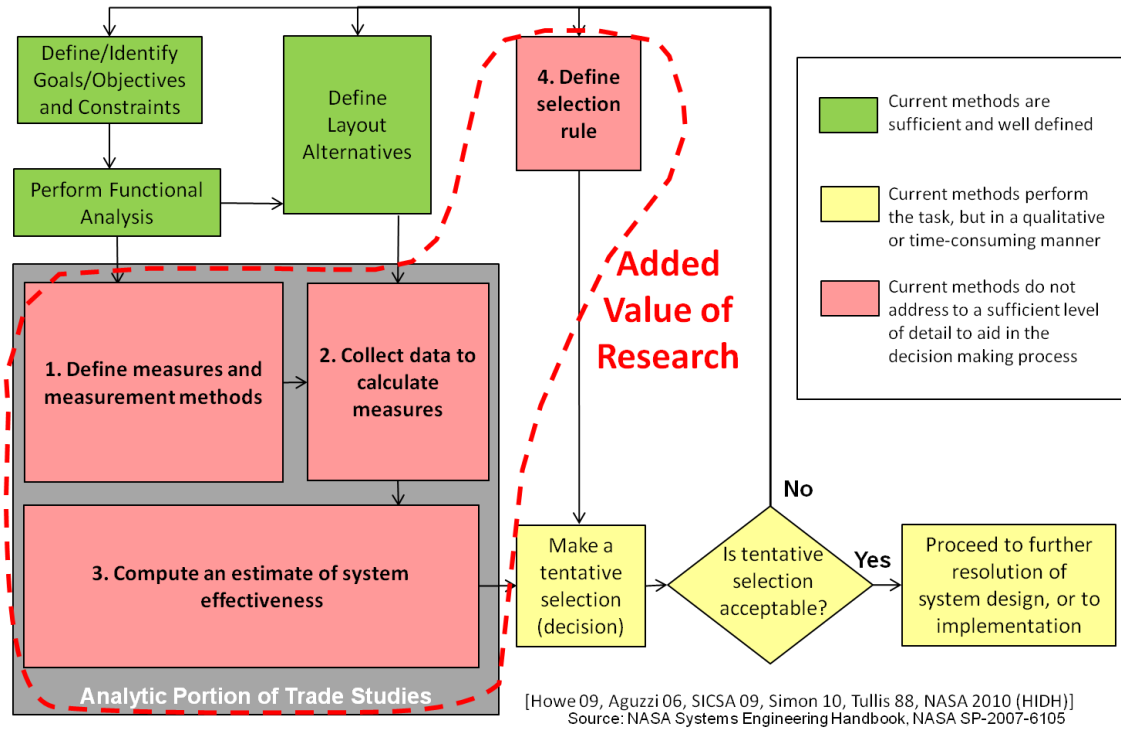 Define/Identify
Goals/Objectives
and Constraints
Define
Layout
Alternatives
4. Define
selection
rule
Perform Functional
Analysis
1. Define measures and
measurement methods
2. Collect data to
calculate
measures
3. Compute an estimate of system
effectiveness
Analytic Portion of Trade Studies
Added
Value of
Research
Make a
tentative
selection
(decision)
Is tentative
selection
acceptable?
No
Yes
Proceed to further
resolution of
system design, or to
implementation
Current methods are
sufficient and well defined
Current methods perform
the task, but in a qualitative
or time-consuming manner
Current methods do not
address to a sufficient level
of detail to aid in the
decision making process
[Howe 09, Aguzzi 06, SICSA 09, Simon 10, Tullis 88, NASA 2010 (HIDH)]
Source: NASA Systems Engineering Handbook, NASA SP-2007-6105